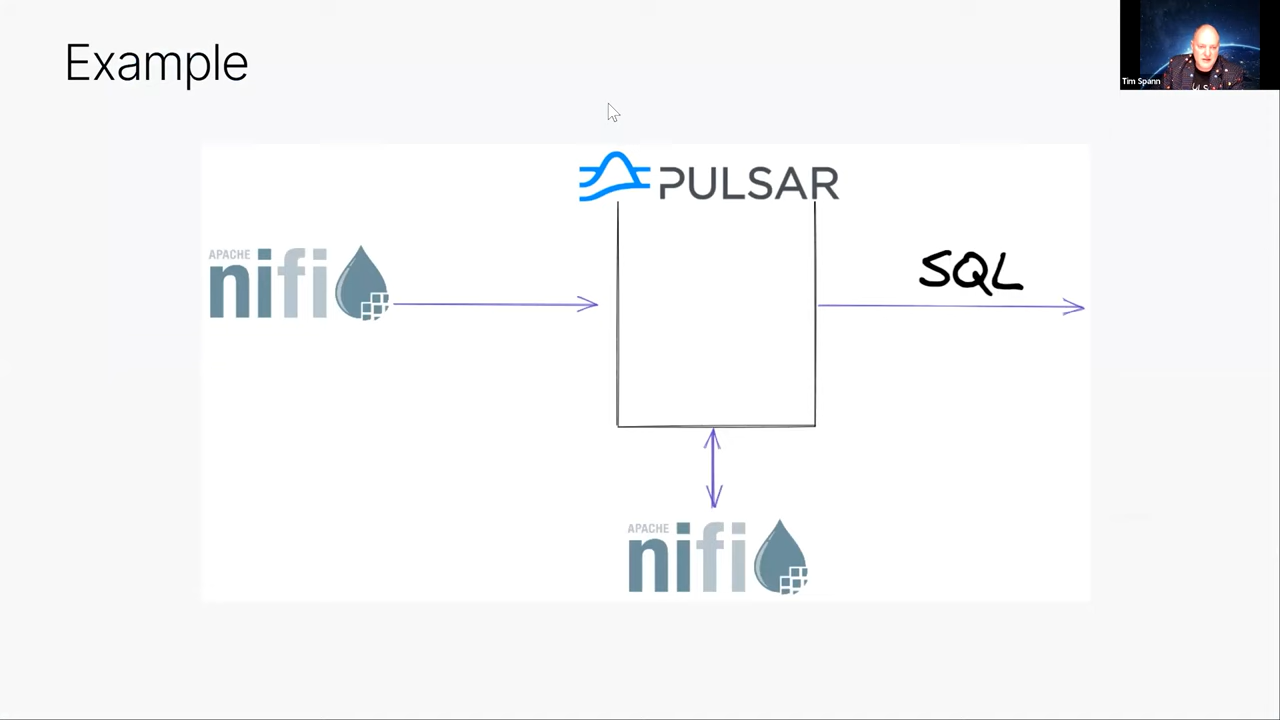 Example
Tim Spann
PULSAR
APACHE
nifi
SQL
APACHE
nifi